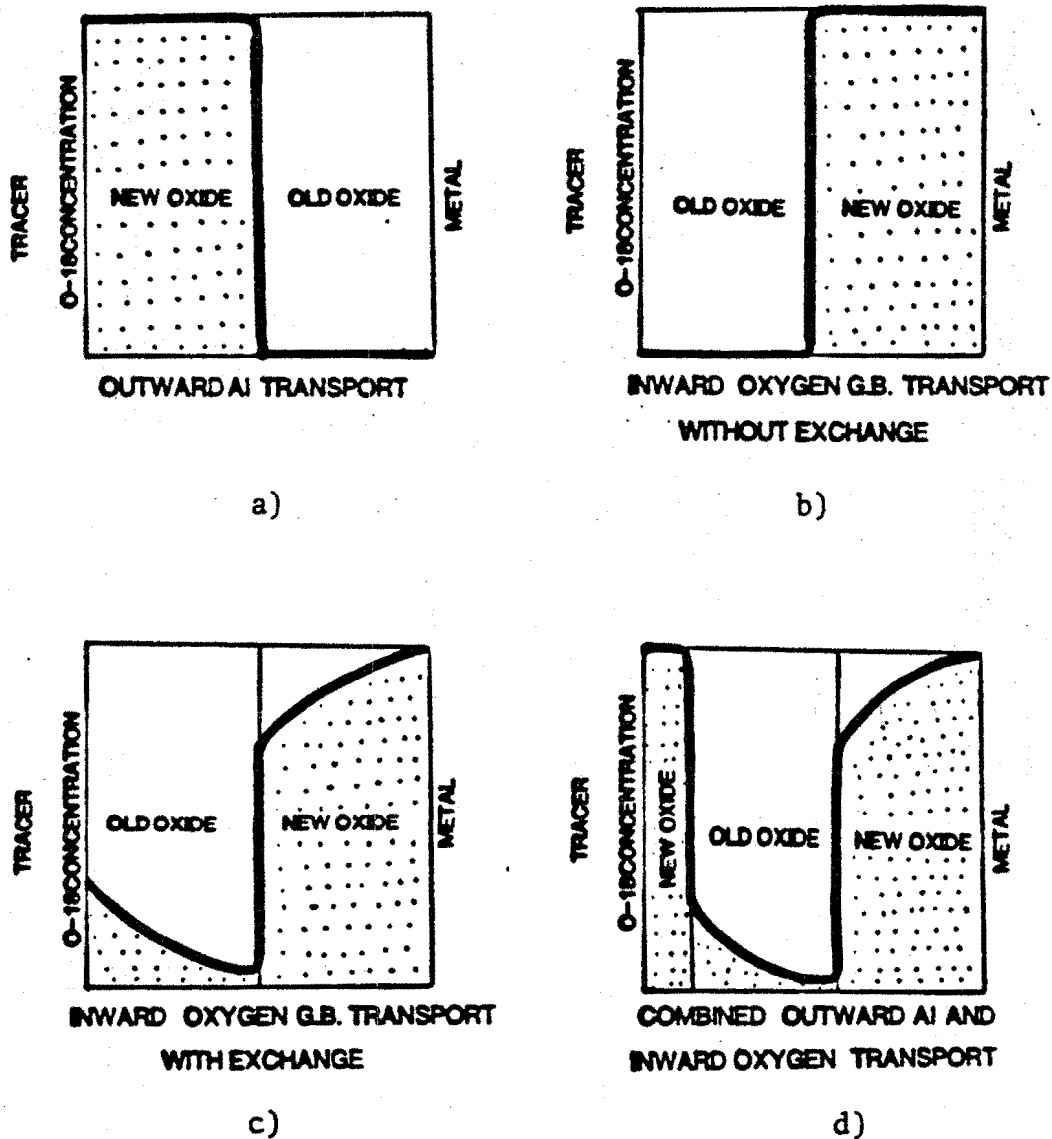 TRACER
O-18CONCENTRATION
NEW OXIDE
OLD OXIDE
METAL
OUTWARD Al TRANSPORT
a)
TRACER
O-18CONCENTRATION
OLD OXIDE
NEW OXIDE
METAL
INWARD OXYGEN G.B. TRANSPORT
WITHOUT EXCHANGE
b)
TRACER
O-18CONCENTRATION
OLD OXIDE
NEW OXIDE
METAL
INWARD OXYGEN G.B. TRANSPORT
WITH EXCHANGE
c)
TRACER
O-18CONCENTRATION
NEW OXIDE
OLD OXIDE
NEW OXIDE
METAL
COMBINED OUTWARD Al AND
INWARD OXYGEN TRANSPORT
d)